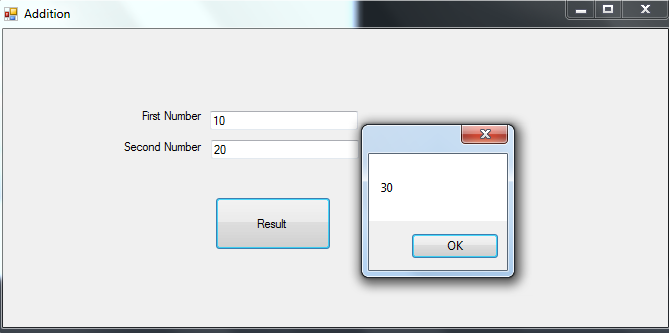 Addition
First Number 10
Second Number 20
Result
30
OK